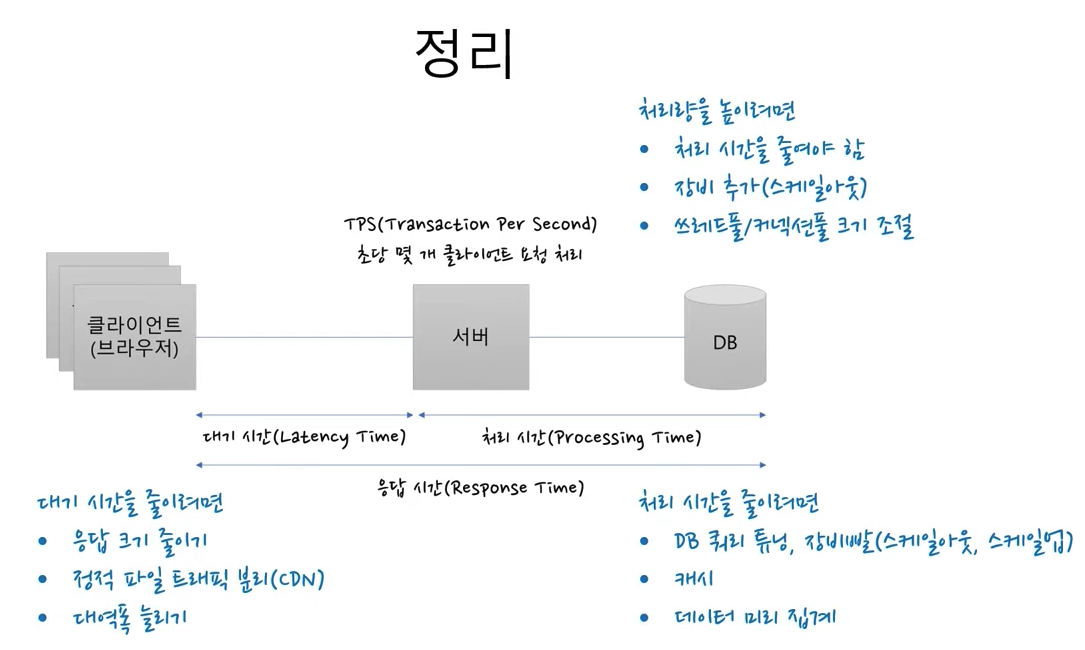 정리
처리량을 높이려면
• 처리 시간을 줄여야 함
• 장비 추가(스케일아웃)
• 쓰레드풀/커넥션풀 크기 조절
TPS(Transaction Per Second)
초당 몇 개 클라이언트 요청 처리
클라이언트
(브라우저)
서버
DB
대기 시간(Latency Time)
처리 시간(Processing Time)
응답 시간(Response Time)
대기 시간을 줄이려면
• 응답 크기 줄이기
• 정적 파일 트래픽 분리(CDN)
• 대역폭 늘리기
처리 시간을 줄이려면
• DB 쿼리 튜닝, 장비빨(스케일아웃, 스케일업)
• 캐시
• 데이터 미리 집계